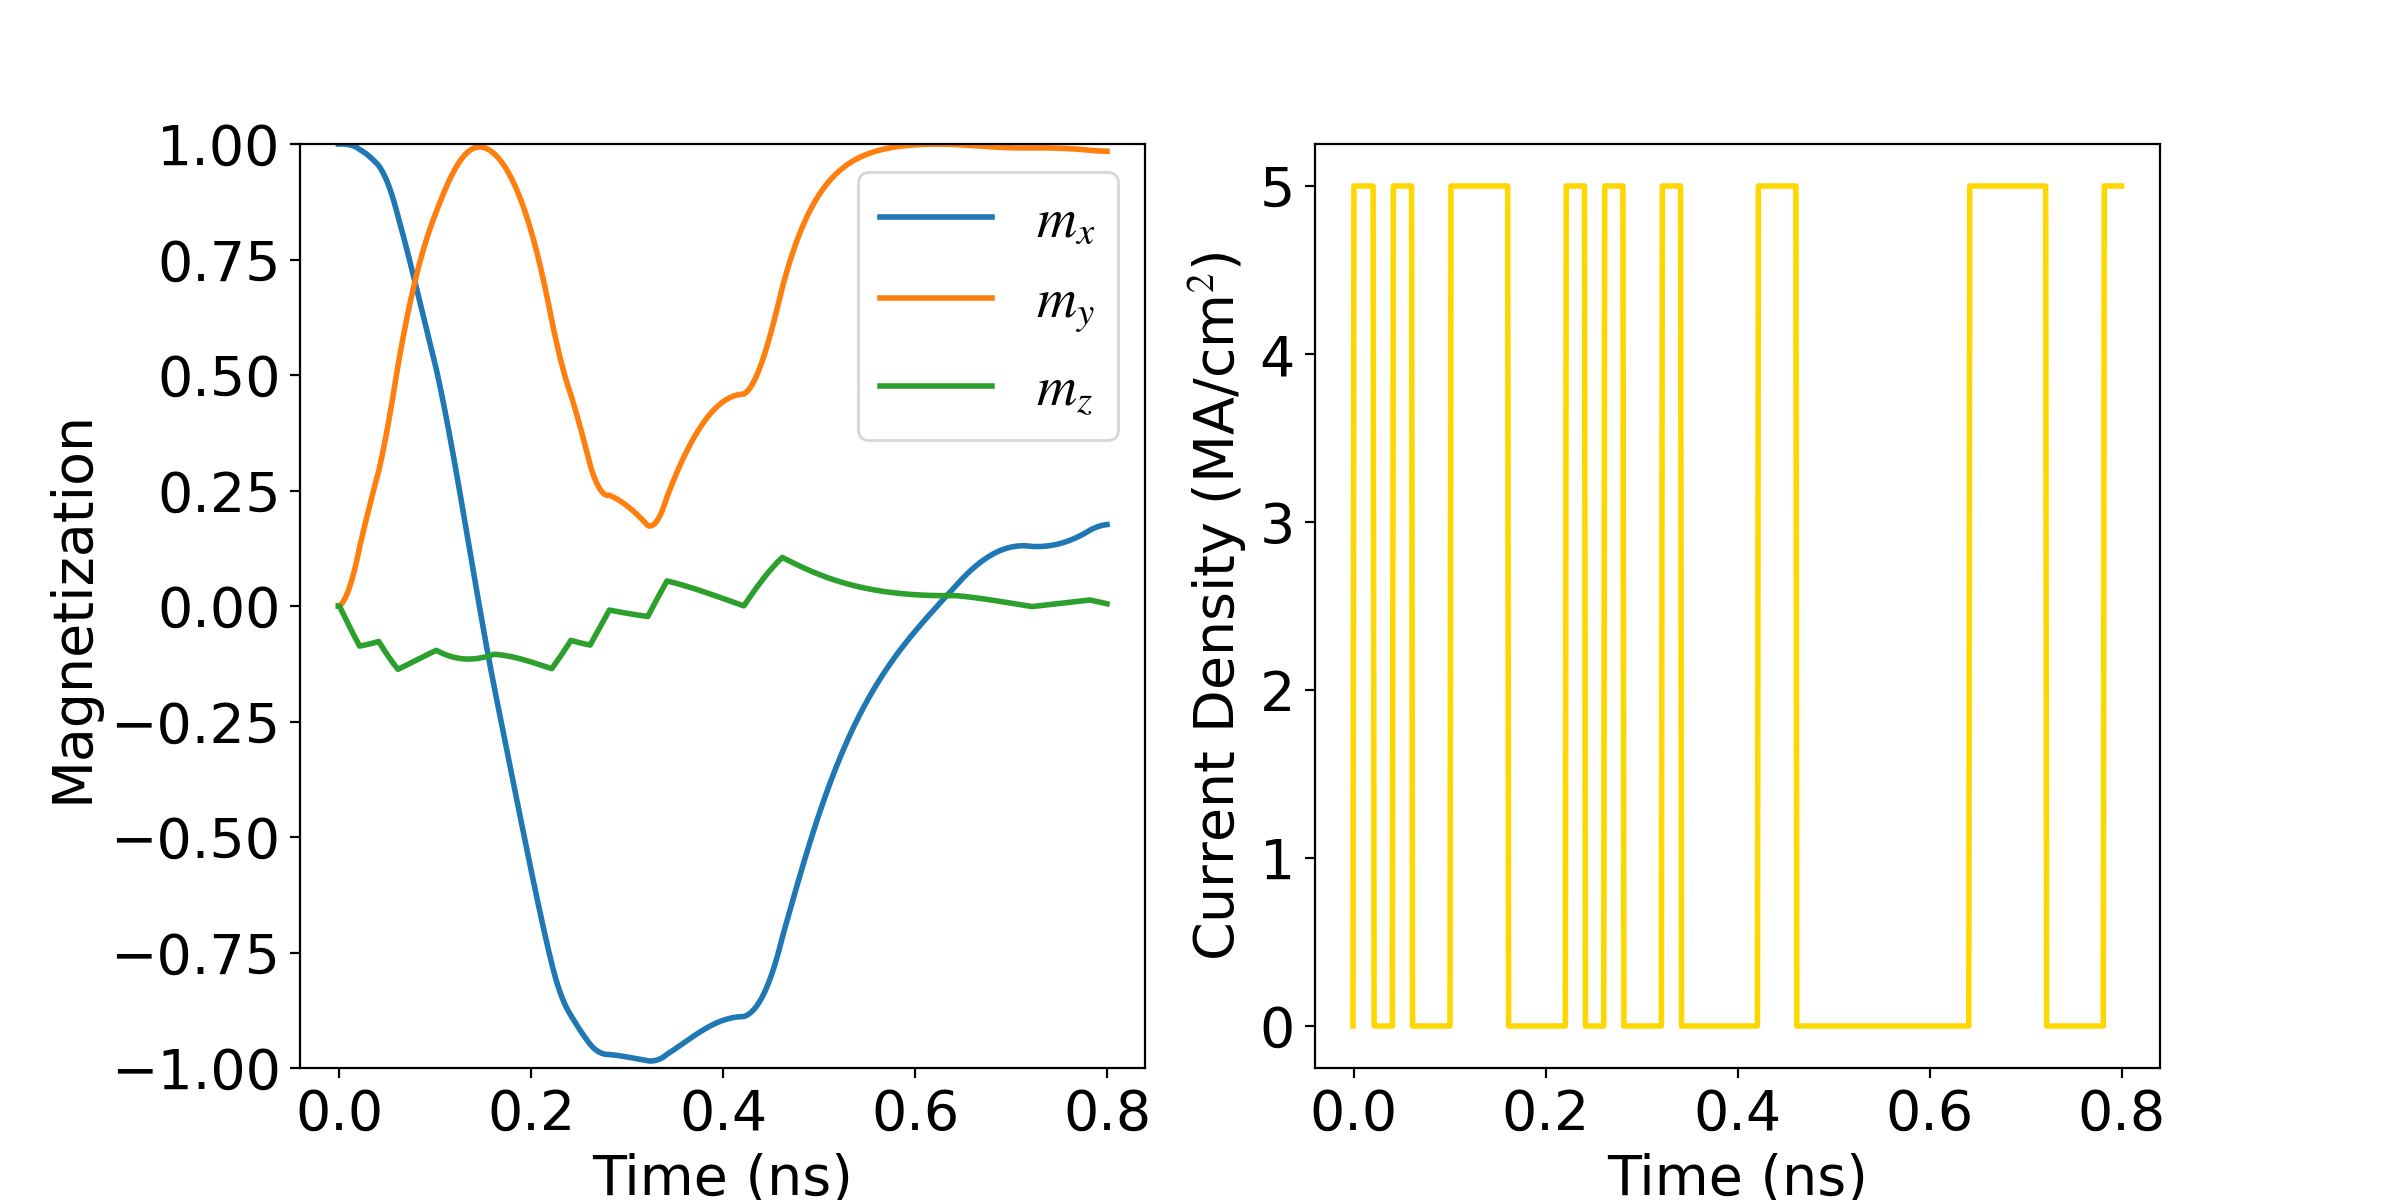 Magnetization
1.00
0.75
0.50
0.25
0.00
−0.25
−0.50
−0.75
−1.00
0.0 0.2 0.4 0.6 0.8
Time (ns)
mₓ
m_y
m_z
Current Density (MA/cm²)
5
4
3
2
1
0
0.0 0.2 0.4 0.6 0.8
Time (ns)